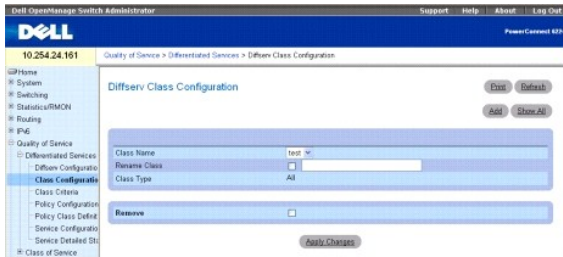 Dell OpenManage Switch Administrator
Support Help About Log Out
DELL
PowerConnect 622
10.254.24.161
Quality of Service > Differentiated Services > Diffserv Class Configuration
Home
System
Switching
Statistics/RMON
Routing
IPv6
Quality of Service
Differentiated Services
Diffserv Configuratio
Class Configuratio
Class Criteria
Policy Configuration
Policy Class Definit
Service Configuratio
Service Detailed Sta
Class of Service
Diffserv Class Configuration
Print Refresh
Add Show All
Class Name test
Rename Class
Class Type All
Remove
Apply Changes